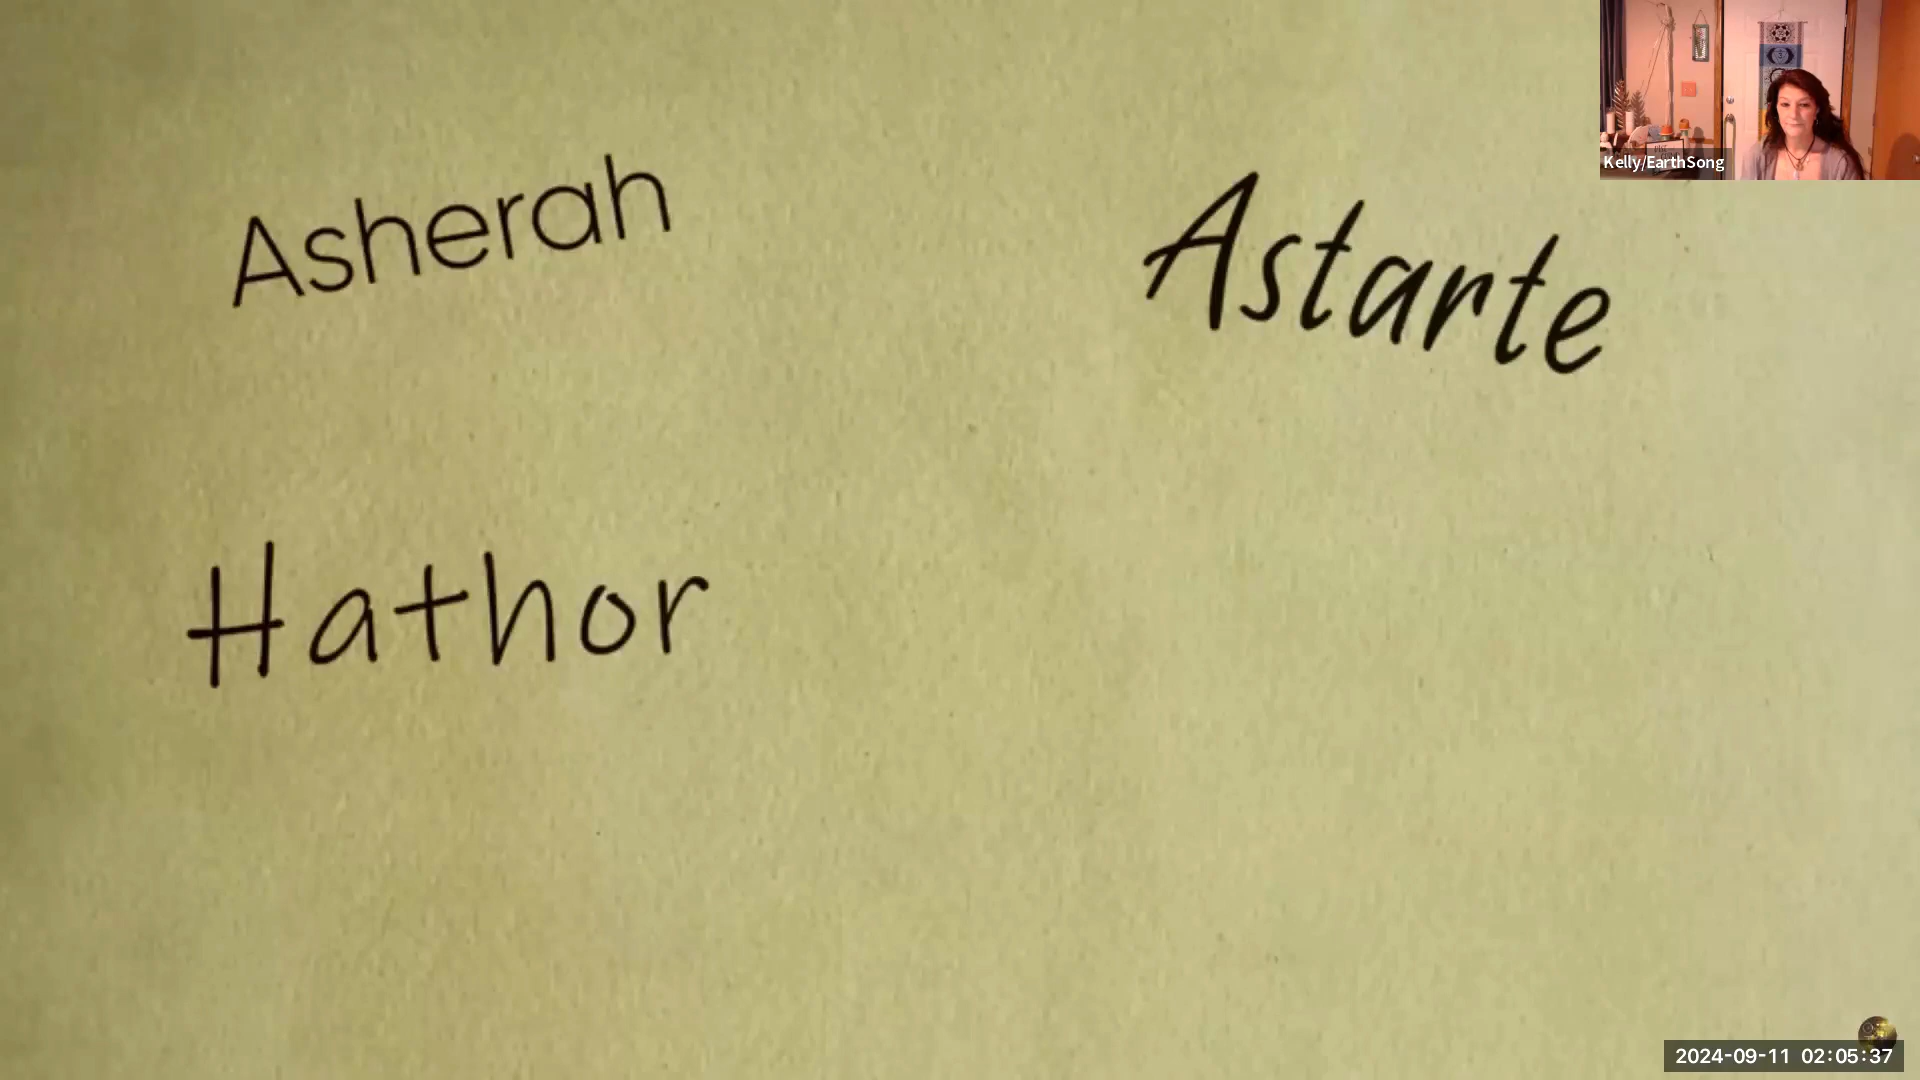 Asherah
Astarte
Kelly/EarthSong
Hathor
2024-09-11 02:05:37